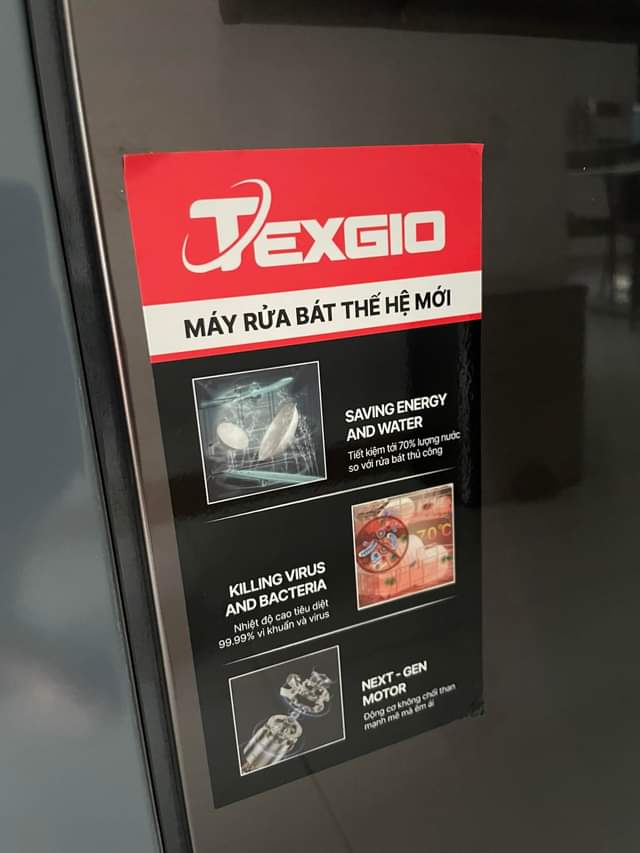 TEXGIO
MÁY RỬA BÁT THẾ HỆ MỚI
SAVING ENERGY
AND WATER
Tiết kiệm tới 70% lượng nước
so với rửa bát thủ công
70°C
KILLING VIRUS
AND BACTERIA
Nhiệt độ cao tiêu diệt
99.99% vi khuẩn và virus
NEXT - GEN
MOTOR
Động cơ không chổi than
mạnh mẽ mà êm ái